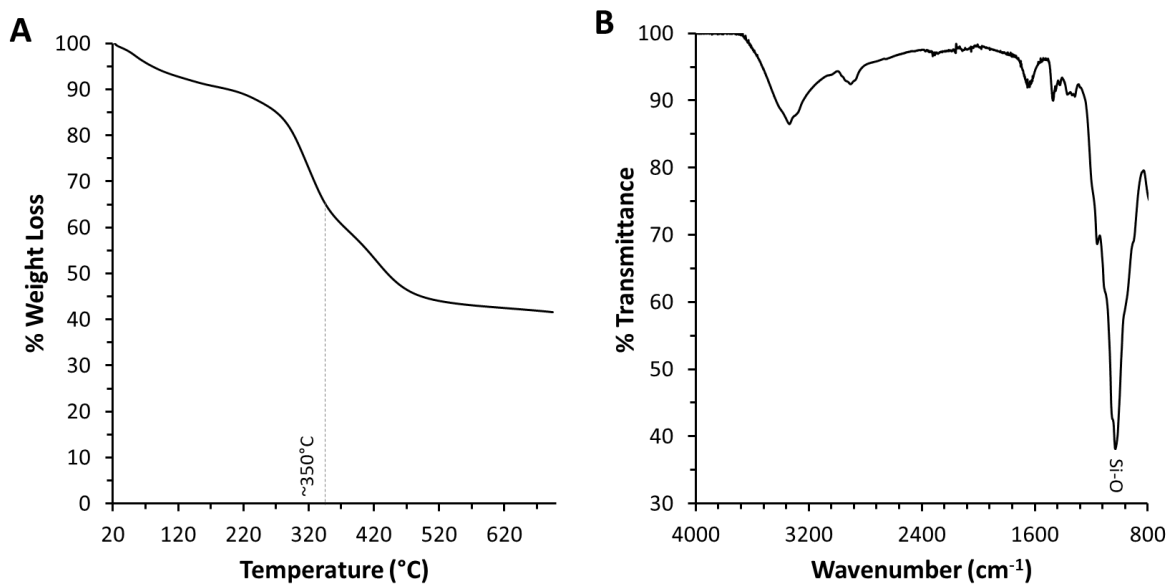 A
% Weight Loss
100
90
80
70
60
50
40
30
20
10
0
~350°C
20 120 220 320 420 520 620
Temperature (°C)
B
% Transmittance
100
90
80
70
60
50
40
30
Si-O
4000 3200 2400 1600 800
Wavenumber (cm⁻¹)